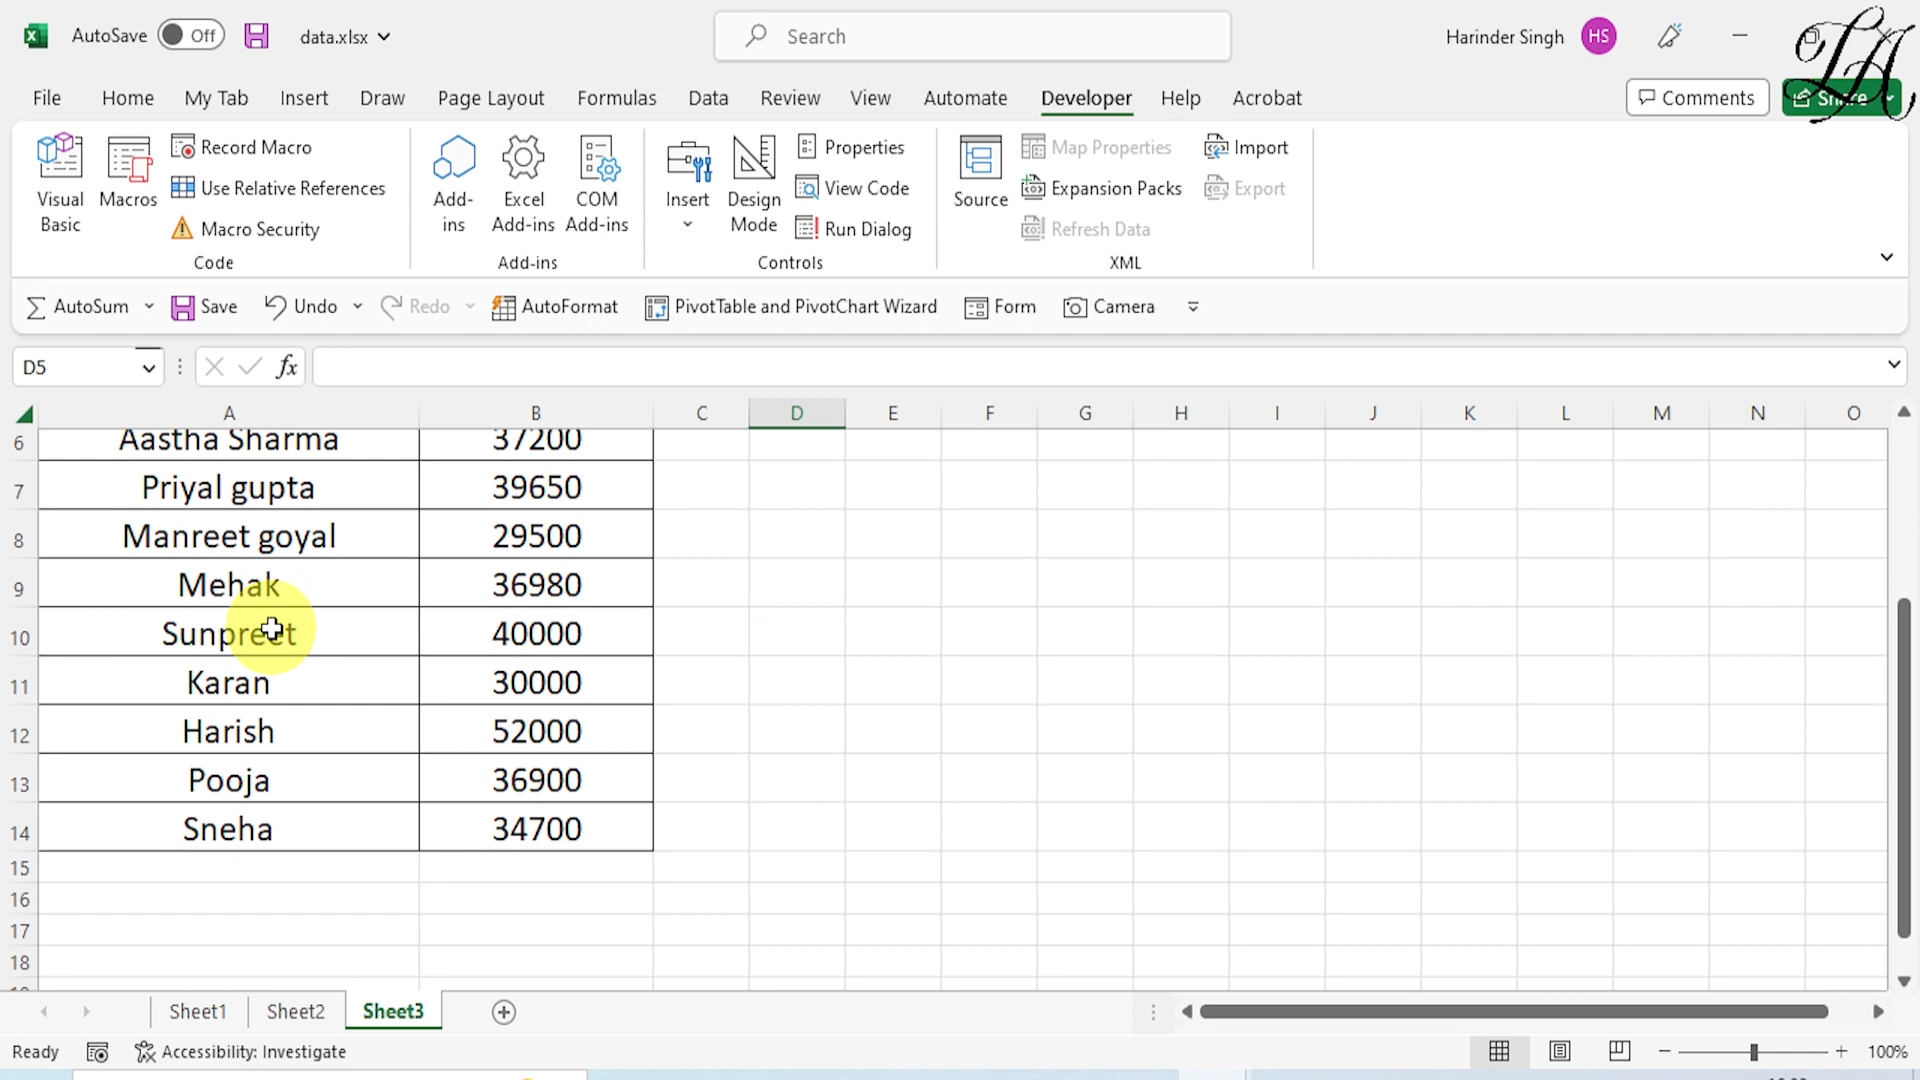 AutoSave Off data.xlsx Search Harinder Singh HS
File Home My Tab Insert Draw Page Layout Formulas Data Review View Automate Developer Help Acrobat Comments Share
Visual Basic
Macros
Record Macro
Use Relative References
Macro Security
Code
Add-ins
Excel Add-ins
COM Add-ins
Add-ins
Insert
Design Mode
Properties
View Code
Run Dialog
Controls
Source
Map Properties
Expansion Packs
Refresh Data
Import
Export
XML
AutoSum Save Undo Redo AutoFormat PivotTable and PivotChart Wizard Form Camera
D5 fx
A B C D E F G H I J K L M N O
6 Aastha Sharma 37200
7 Priyal gupta 39650
8 Manreet goyal 29500
9 Mehak 36980
10 Sunpreet 40000
11 Karan 30000
12 Harish 52000
13 Pooja 36900
14 Sneha 34700
15
16
17
18
Sheet1 Sheet2 Sheet3
Ready Accessibility: Investigate 100%